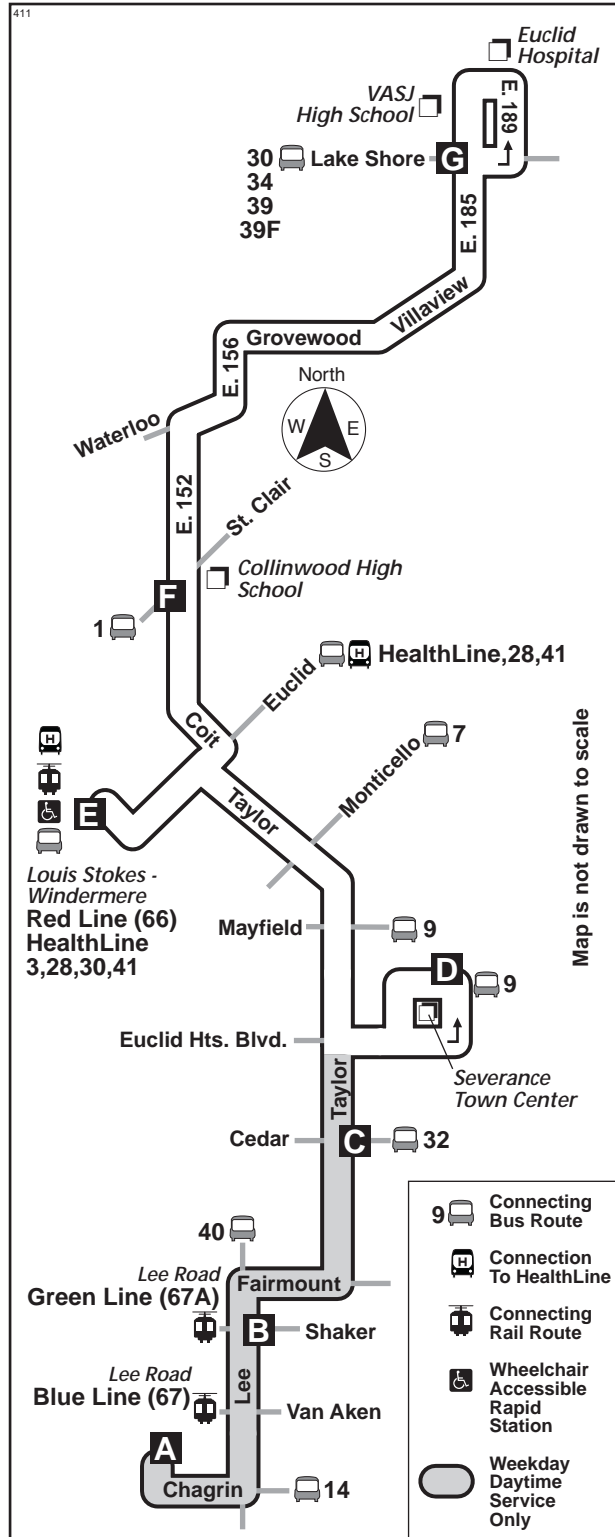 411
Euclid
Hospital
VASJ
High School
E. 189
30 Lake Shore G
34
39
39F
E. 185
Villaview
Grovewood
E. 156
North
W E
S
Waterloo
E. 152
St. Clair
Collinwood High
School
F
1
Euclid H HealthLine,28,41
Coit
Monticello 7
Taylor
H
E
Louis Stokes -
Windermere
Red Line (66)
HealthLine
3,28,30,41
Map is not drawn to scale
Mayfield 9
D 9
Euclid Hts. Blvd.
Severance
Town Center
Taylor
Cedar C 32
40
Lee Road
Green Line (67A)
Fairmount
B Shaker
Lee Road
Blue Line (67)
Lee
Van Aken
A
Chagrin 14
9 Connecting
Bus Route
H Connection
To HealthLine
Connecting
Rail Route
Wheelchair
Accessible
Rapid
Station
Weekday
Daytime
Service
Only